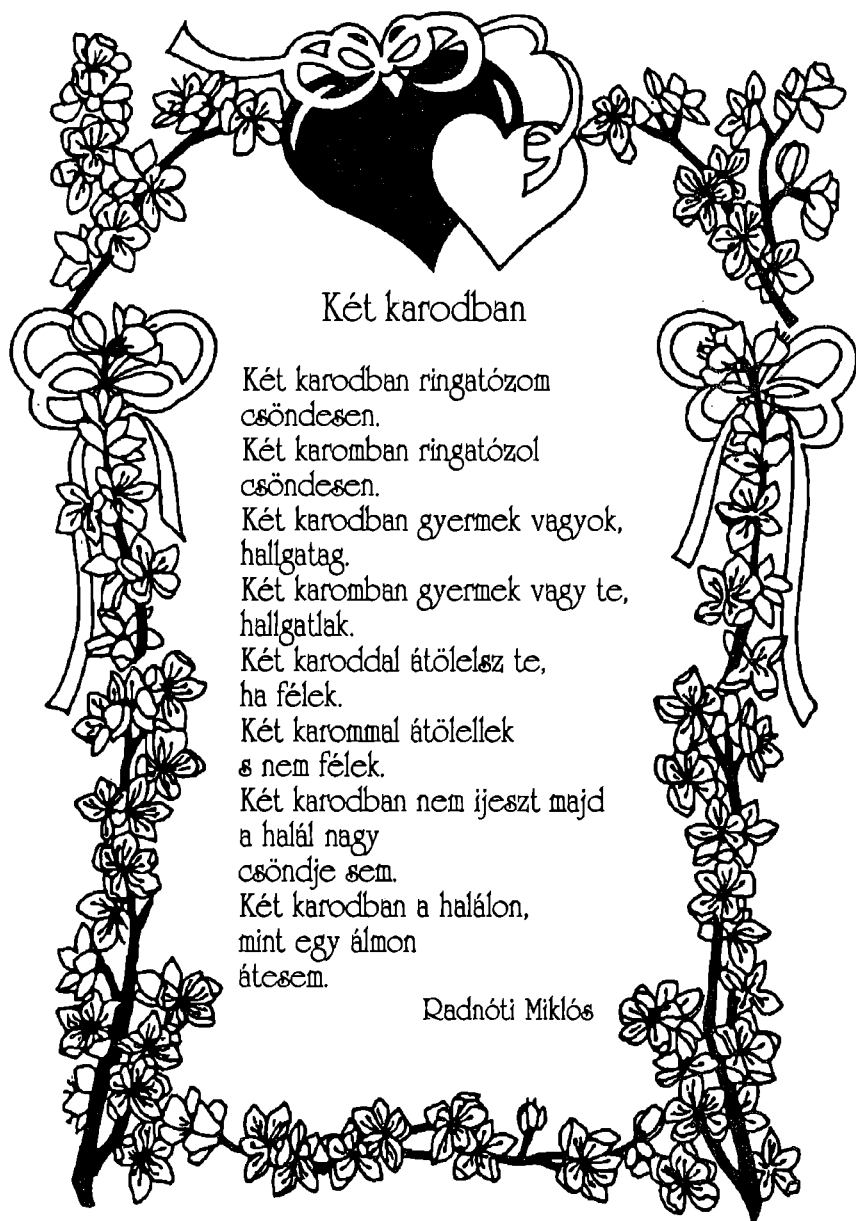 Két karodban
Két karodban ringatózom
csöndesen.
Két karomban ringatózol
csöndesen.
Két karodban gyermek vagyok,
hallgatag.
Két karomban gyermek vagy te,
hallgatlak.
Két karoddal átölelsz te,
ha félek.
Két karommal átölellek
s nem félek.
Két karodban nem ijeszt majd
a halál nagy
csöndje sem.
Két karodban a halálon,
mint egy álmon
átesem.
Radnóti Miklós